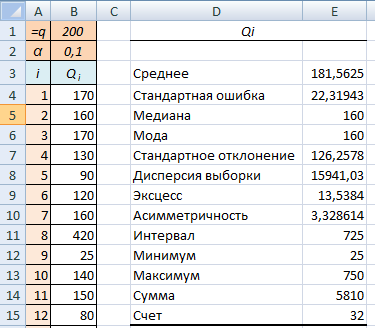 A B C D E
1 =q 200 Qi
2 α 0,1
3 i Q i Среднее 181,5625
4 1 170 Стандартная ошибка 22,31943
5 2 160 Медиана 160
6 3 170 Мода 160
7 4 130 Стандартное отклонение 126,2578
8 5 90 Дисперсия выборки 15941,03
9 6 120 Эксцесс 13,5384
10 7 160 Асимметричность 3,328614
11 8 420 Интервал 725
12 9 25 Минимум 25
13 10 140 Максимум 750
14 11 150 Сумма 5810
15 12 80 Счет 32